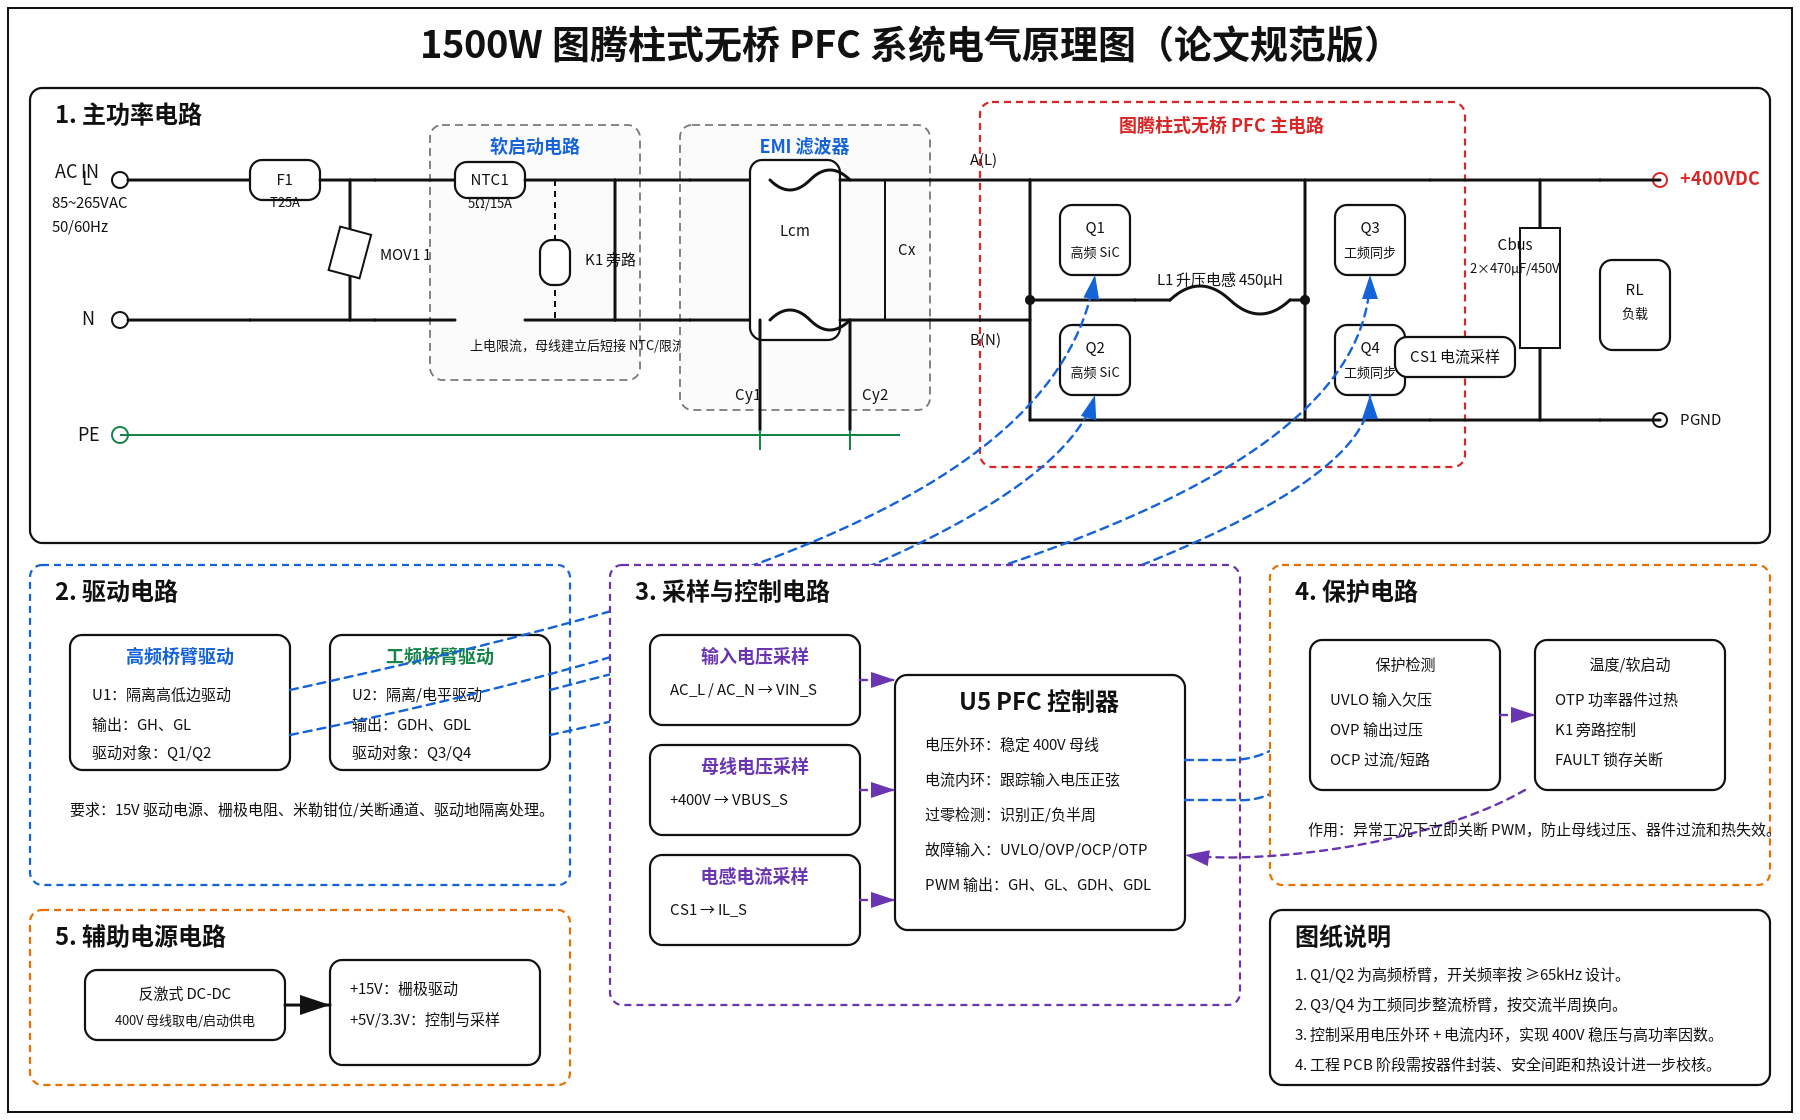 1500W 图腾柱式无桥 PFC 系统电气原理图（论文规范版）
1. 主功率电路
软启动电路
EMI 滤波器
图腾柱式无桥 PFC 主电路
AC IN
L
85~265VAC
50/60Hz
F1
T25A
MOV1 1
NTC1
5Ω/15A
K1 旁路
上电限流，母线建立后短接 NTC/限流
Lcm
Cx
Cy1
Cy2
N
PE
A(L)
B(N)
Q1
高频 SiC
Q2
高频 SiC
L1 升压电感 450μH
Q3
工频同步
Q4
工频同步
CS1 电流采样
Cbus
2×470μF/450V
RL
负载
+400VDC
PGND
2. 驱动电路
高频桥臂驱动
U1：隔离高低边驱动
输出：GH、GL
驱动对象：Q1/Q2
工频桥臂驱动
U2：隔离/电平驱动
输出：GDH、GDL
驱动对象：Q3/Q4
要求：15V 驱动电源、栅极电阻、米勒钳位/关断通道、驱动地隔离处理。
3. 采样与控制电路
输入电压采样
AC_L / AC_N → VIN_S
母线电压采样
+400V → VBUS_S
电感电流采样
CS1 → IL_S
U5 PFC 控制器
电压外环：稳定 400V 母线
电流内环：跟踪输入电压正弦
过零检测：识别正/负半周
故障输入：UVLO/OVP/OCP/OTP
PWM 输出：GH、GL、GDH、GDL
4. 保护电路
保护检测
UVLO 输入欠压
OVP 输出过压
OCP 过流/短路
温度/软启动
OTP 功率器件过热
K1 旁路控制
FAULT 锁存关断
作用：异常工况下立即关断 PWM，防止母线过压、器件过流和热失效。
5. 辅助电源电路
反激式 DC-DC
400V 母线取电/启动供电
+15V：栅极驱动
+5V/3.3V：控制与采样
图纸说明
1. Q1/Q2 为高频桥臂，开关频率按 ≥65kHz 设计。
2. Q3/Q4 为工频同步整流桥臂，按交流半周换向。
3. 控制采用电压外环 + 电流内环，实现 400V 稳压与高功率因数。
4. 工程 PCB 阶段需按器件封装、安全间距和热设计进一步校核。